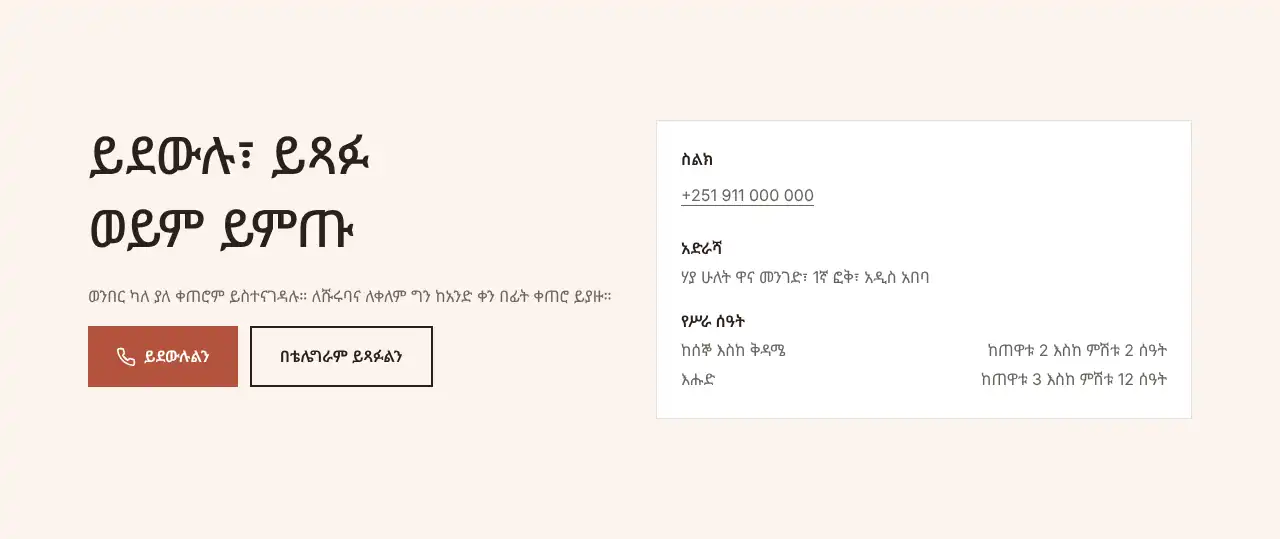 ይደውሉ፣ ይጻፉ
ወይም ይምጡ
ወንበር ካለ ያለ ቀጠሮም ይስተናገዳሉ። ለሹሩባና ለቀለም ግን ከአንድ ቀን በፊት ቀጠሮ ይያዙ።
ይደውሉልን
በቴሌግራም ይጻፉልን
ስልክ
+251 911 000 000
አድራሻ
ሃያ ሁለት ዋና መንገድ፣ 1ኛ ፎቅ፣ አዲስ አበባ
የሥራ ሰዓት
ከሰኞ እስከ ቅዳሜ ከጠዋቱ 2 እስከ ምሽቱ 2 ሰዓት
እሑድ ከጠዋቱ 3 እስከ ምሽቱ 12 ሰዓት